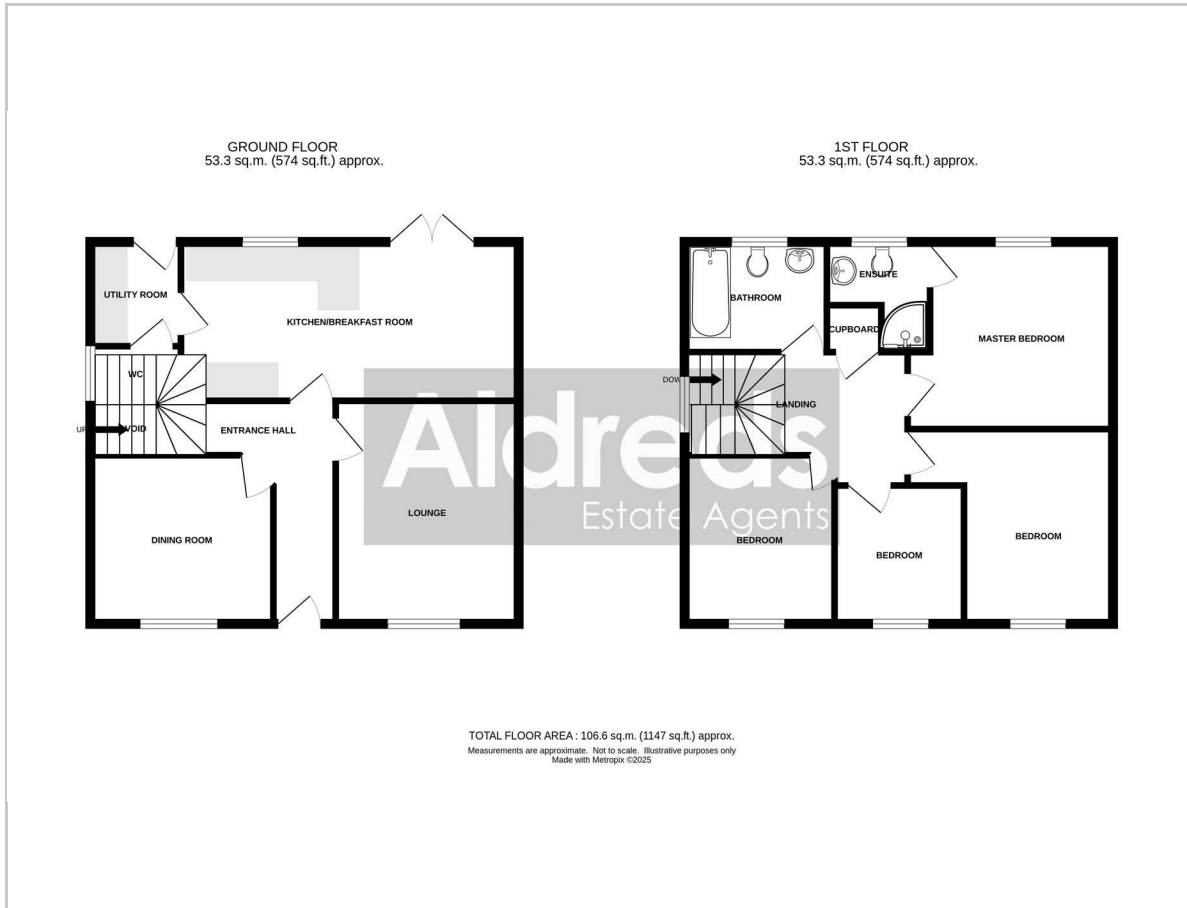 GROUND FLOOR
53.3 sq.m. (574 sq.ft.) approx.
1ST FLOOR
53.3 sq.m. (574 sq.ft.) approx.
UTILITY ROOM
KITCHEN/BREAKFAST ROOM
WC
UP
VOID
ENTRANCE HALL
DINING ROOM
LOUNGE
BATHROOM
ENSUITE
CUPBOARD
MASTER BEDROOM
DOW
LANDING
BEDROOM
BEDROOM
BEDROOM
Aldreds
Estate Agents
TOTAL FLOOR AREA : 106.6 sq.m. (1147 sq.ft.) approx.
Measurements are approximate. Not to scale. Illustrative purposes only
Made with Metropix ©2025